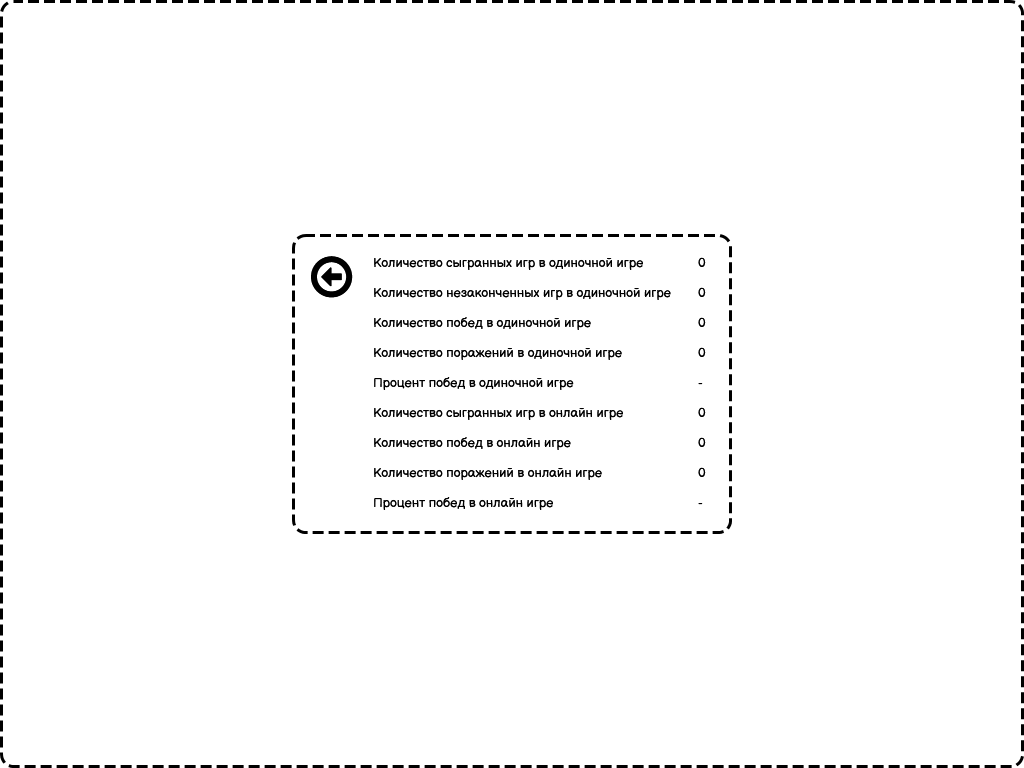 Количество сыгранных игр в одиночной игре 0
Количество незаконченных игр в одиночной игре 0
Количество побед в одиночной игре 0
Количество поражений в одиночной игре 0
Процент побед в одиночной игре -
Количество сыгранных игр в онлайн игре 0
Количество побед в онлайн игре 0
Количество поражений в онлайн игре 0
Процент побед в онлайн игре -